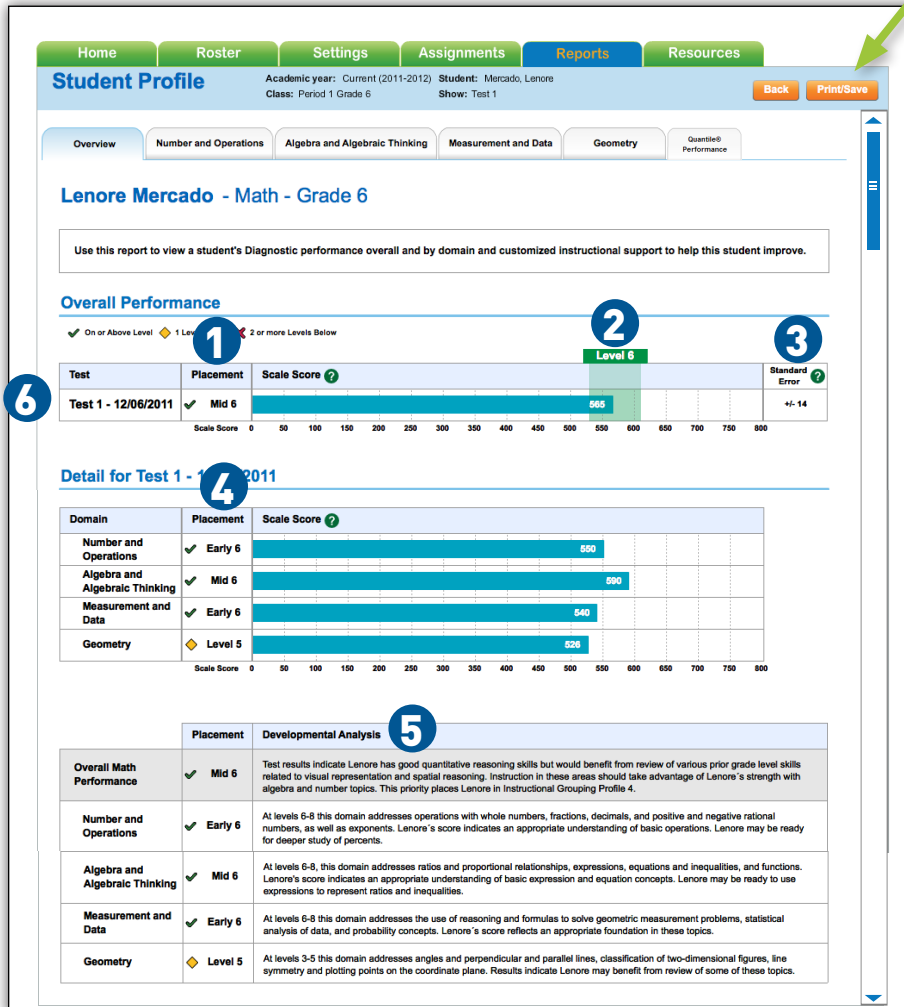 Home Roster Settings Assignments Reports Resources
Student Profile
Academic year: Current (2011-2012) Student: Mercado, Lenore
Class: Period 1 Grade 6 Show: Test 1
Back Print/Save
Overview Number and Operations Algebra and Algebraic Thinking Measurement and Data Geometry Quantile®
Performance
Lenore Mercado - Math - Grade 6
Use this report to view a student's Diagnostic performance overall and by domain and customized instructional support to help this student improve.
Overall Performance
On or Above Level 1 2 or more Levels Below
1 2 3
Level 6
Test Placement Scale Score ? Standard
Error ?
6 Test 1 - 12/06/2011 Mid 6 565 +/- 14
Scale Score 0 50 100 150 200 250 300 350 400 450 500 550 600 650 700 750 800
Detail for Test 1 - 2011
4
Domain Placement Scale Score ?
Number and
Operations Early 6 550
Algebra and
Algebraic Thinking Mid 6 590
Measurement and
Data Early 6 540
Geometry Level 5 526
Scale Score 0 50 100 150 200 250 300 350 400 450 500 550 600 650 700 750 800
Placement Developmental Analysis 5
Overall Math
Performance Mid 6
Test results indicate Lenore has good quantitative reasoning skills but would benefit from review of various prior grade level skills
related to visual representation and spatial reasoning. Instruction in these areas should take advantage of Lenore´s strength with
algebra and number topics. This priority places Lenore in Instructional Grouping Profile 4.
Number and
Operations Early 6
At levels 6-8 this domain addresses operations with whole numbers, fractions, decimals, and positive and negative rational
numbers, as well as exponents. Lenore´s score indicates an appropriate understanding of basic operations. Lenore may be ready
for deeper study of percents.
Algebra and
Algebraic Thinking Mid 6
At levels 6-8, this domain addresses ratios and proportional relationships, expressions, equations and inequalities, and functions.
Lenore's score indicates an appropriate understanding of basic expression and equation concepts. Lenore may be ready to use
expressions to represent ratios and inequalities.
Measurement and
Data Early 6
At levels 6-8 this domain addresses the use of reasoning and formulas to solve geometric measurement problems, statistical
analysis of data, and probability concepts. Lenore´s score reflects an appropriate foundation in these topics.
Geometry Level 5
At levels 3-5 this domain addresses angles and perpendicular and parallel lines, classification of two-dimensional figures, line
symmetry and plotting points on the coordinate plane. Results indicate Lenore may benefit from review of some of these topics.